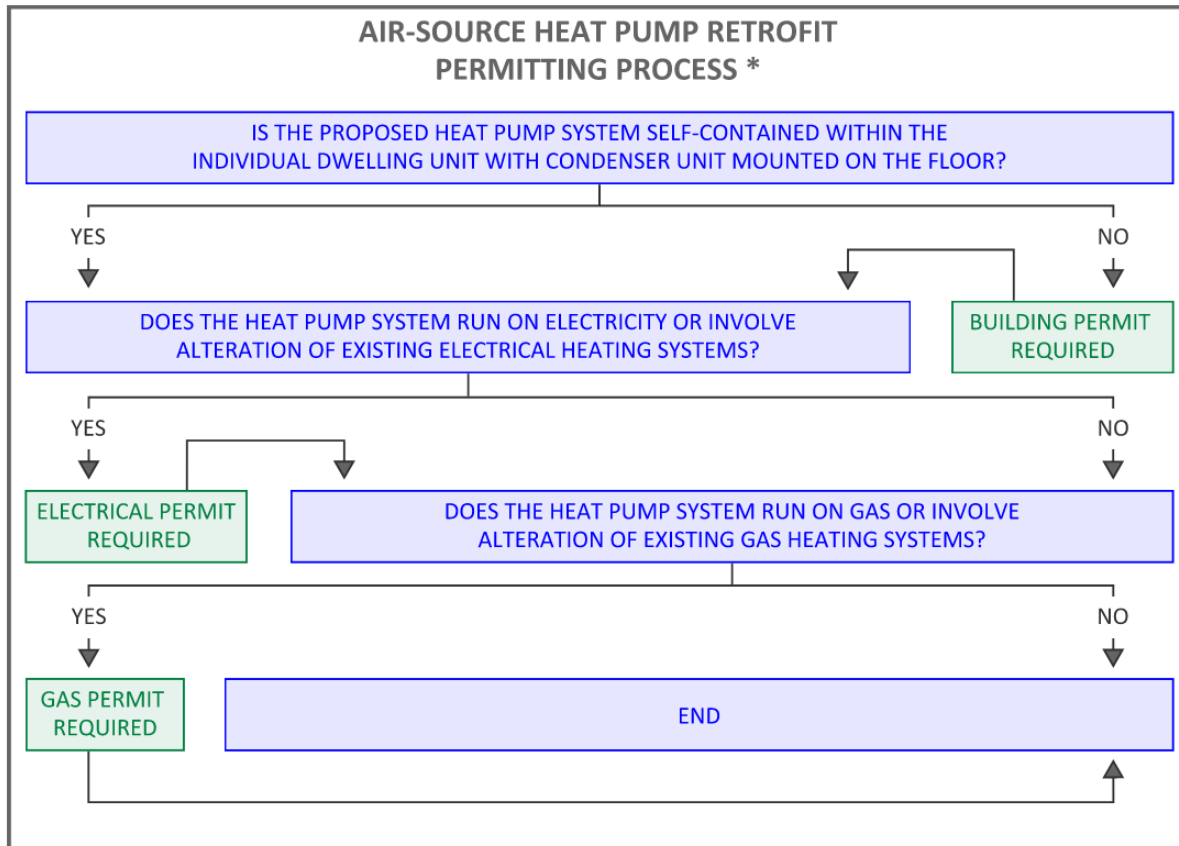 AIR-SOURCE HEAT PUMP RETROFIT
PERMITTING PROCESS *
IS THE PROPOSED HEAT PUMP SYSTEM SELF-CONTAINED WITHIN THE
INDIVIDUAL DWELLING UNIT WITH CONDENSER UNIT MOUNTED ON THE FLOOR?
YES
NO
DOES THE HEAT PUMP SYSTEM RUN ON ELECTRICITY OR INVOLVE
ALTERATION OF EXISTING ELECTRICAL HEATING SYSTEMS?
BUILDING PERMIT
REQUIRED
YES
NO
ELECTRICAL PERMIT
REQUIRED
DOES THE HEAT PUMP SYSTEM RUN ON GAS OR INVOLVE
ALTERATION OF EXISTING GAS HEATING SYSTEMS?
YES
NO
GAS PERMIT
REQUIRED
END